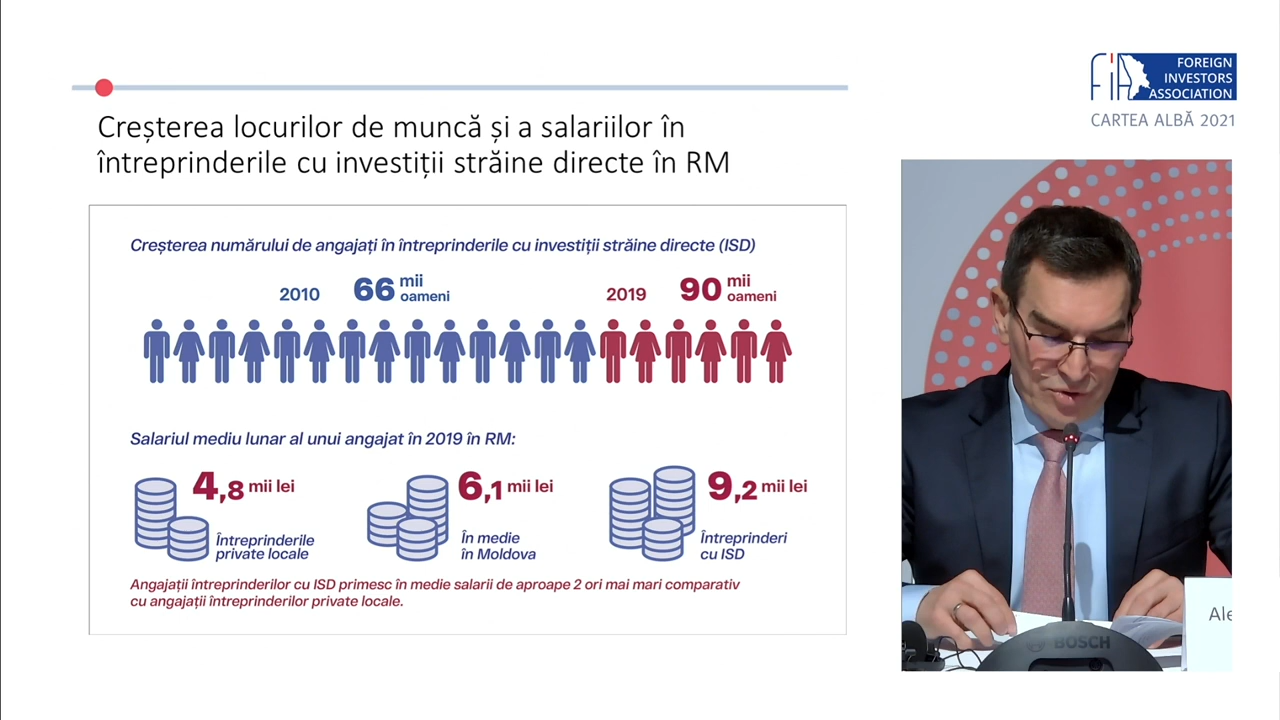 FiA
FOREIGN
INVESTORS
ASSOCIATION
CARTEA ALBĂ 2021
Creșterea locurilor de muncă și a salariilor în
întreprinderile cu investiții străine directe în RM
Creșterea numărului de angajați în întreprinderile cu investiții străine directe (ISD)
2010 66 mii oameni
2019 90 mii oameni
Salariul mediu lunar al unui angajat în 2019 în RM:
4,8 mii lei
Întreprinderile
private locale
6,1 mii lei
În medie
în Moldova
9,2 mii lei
Întreprinderi
cu ISD
Angajații întreprinderilor cu ISD primesc în medie salarii de aproape 2 ori mai mari comparativ
cu angajații întreprinderilor private locale.
Ale
BOSCH